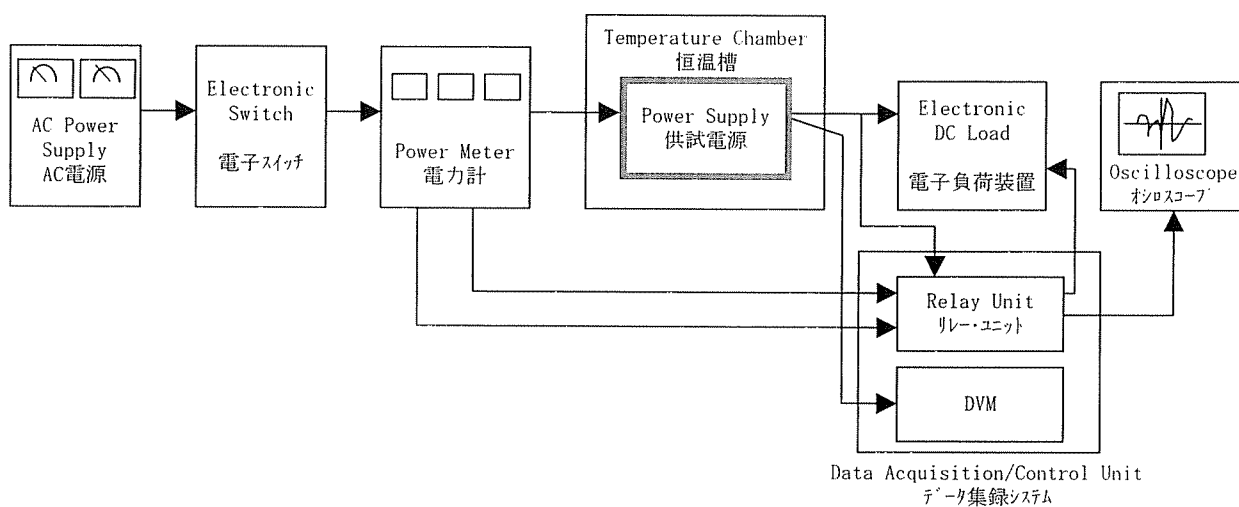 AC Power
Supply
AC電源
Electronic
Switch
電子スイッチ
Power Meter
電力計
Temperature Chamber
恒温槽
Power Supply
供試電源
Electronic
DC Load
電子負荷装置
Oscilloscope
オシロスコープ
Relay Unit
リレー・ユニット
DVM
Data Acquisition/Control Unit
データ集録システム